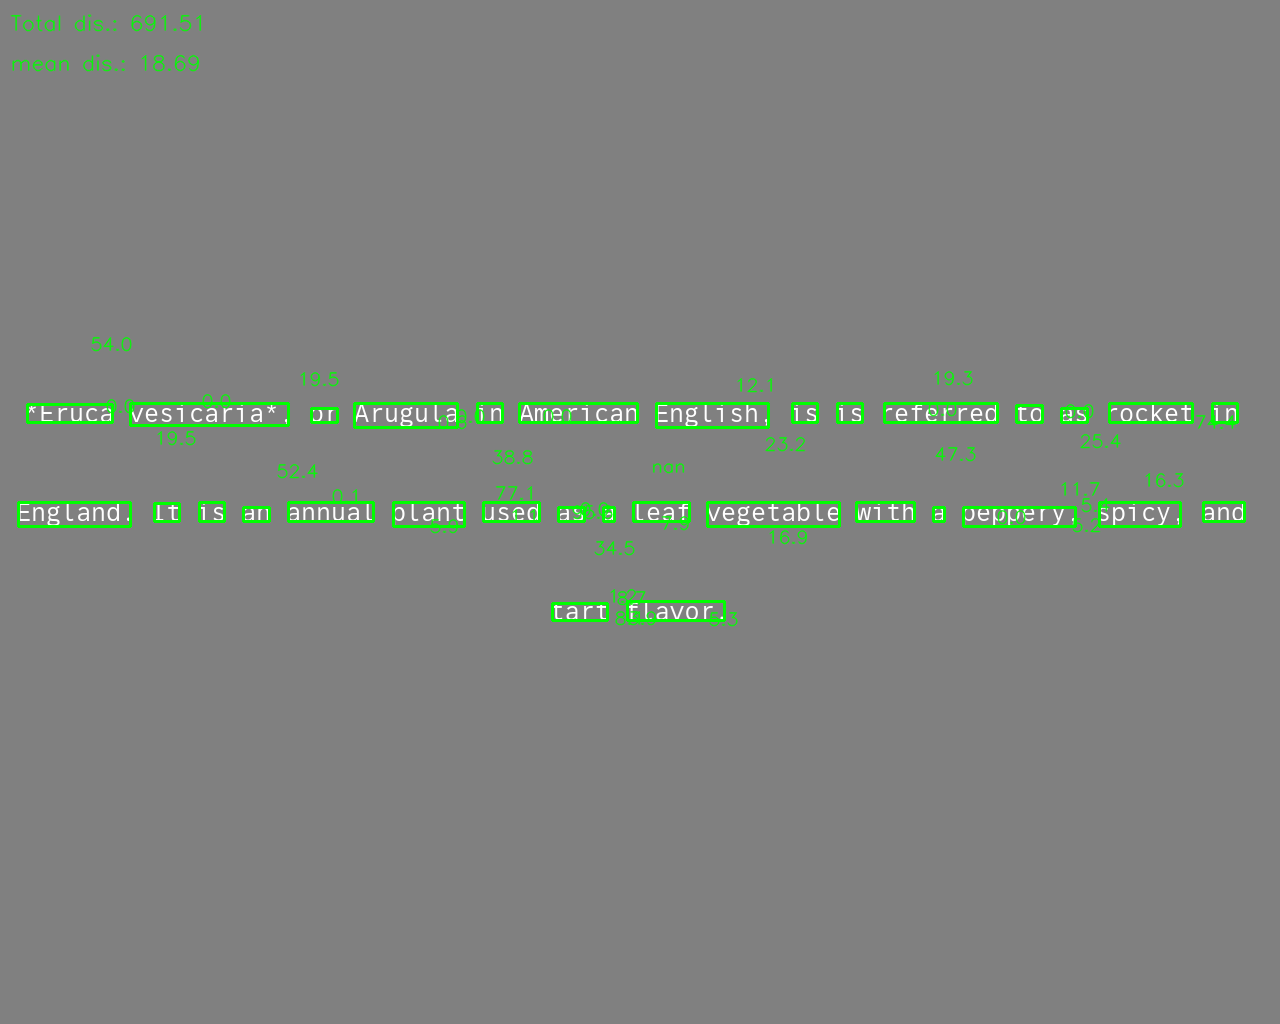 Total dis.: 691.51
mean dis.: 18.69
54.0
19.5 12.1 19.3
*Eruca vesicaria*, or Arugula in American English, is is referred to as rocket in
19.5 23.2 25.4
52.4 38.8 nan 47.3 16.3
77.1 11.7
0.1
England. It is an annual plant used as a leaf vegetable with a peppery, spicy, and
34.5 16.9
tart flavor.